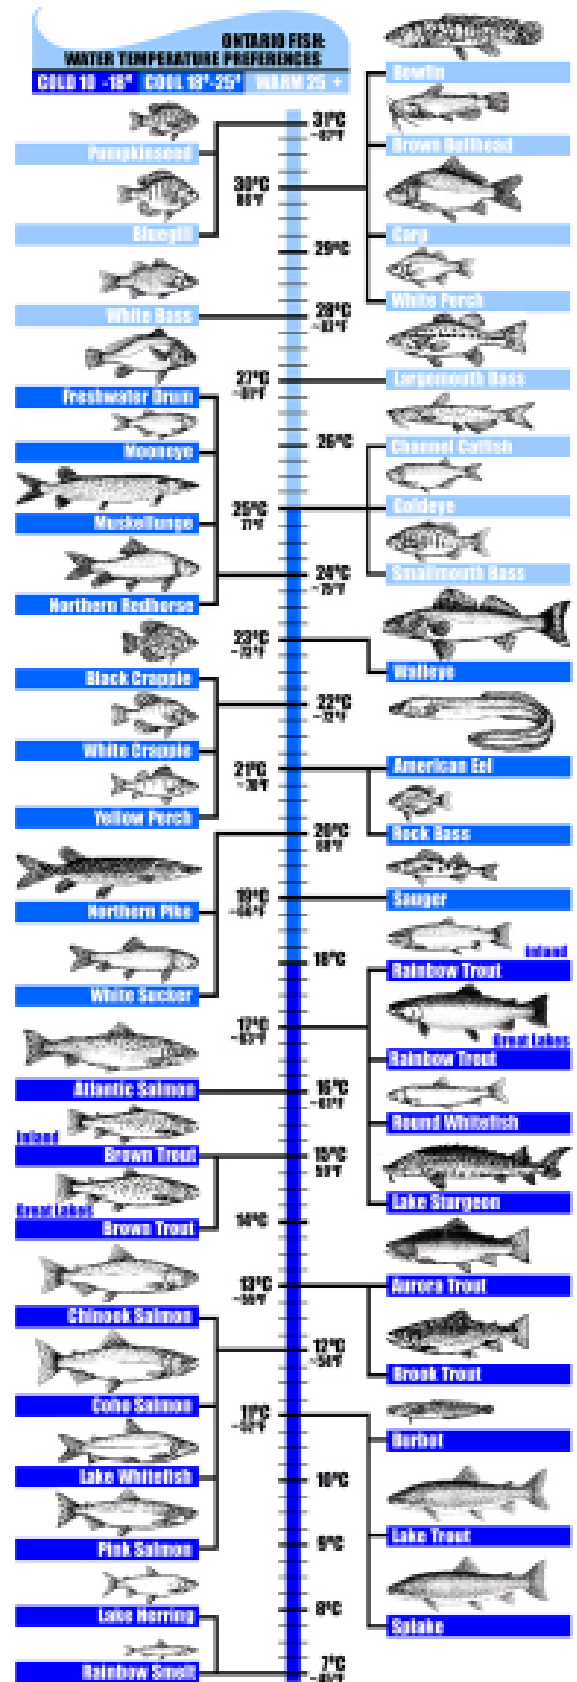 ONTARIO FISH:
WATER TEMPERATURE PREFERENCES
COLD 10 -18° COOL 18°-25° WARM 25 +
Bowfin
Brown Bullhead
Carp
White Perch
Largemouth Bass
Channel Catfish
Goldeye
Smallmouth Bass
Walleye
American Eel
Rock Bass
Sauger
Inland
Rainbow Trout
Great Lakes
Rainbow Trout
Round Whitefish
Lake Sturgeon
Aurora Trout
Brook Trout
Burbot
Lake Trout
Splake
Pumpkinseed
Bluegill
White Bass
Freshwater Drum
Mooneye
Muskellunge
Northern Redhorse
Black Crappie
White Crappie
Yellow Perch
Northern Pike
White Sucker
Atlantic Salmon
Inland
Brown Trout
Great Lakes
Brown Trout
Chinook Salmon
Coho Salmon
Lake Whitefish
Pink Salmon
Lake Herring
Rainbow Smelt
31°C
30°C
86°F
29°C
28°C
27°C
26°C
25°C
77°F
24°C
23°C
22°C
~72°F
21°C
~70°F
20°C
68°F
19°C
~66°F
18°C
17°C
~63°F
16°C
~61°F
15°C
59°F
14°C
13°C
12°C
11°C
~52°F
10°C
9°C
8°C
7°C